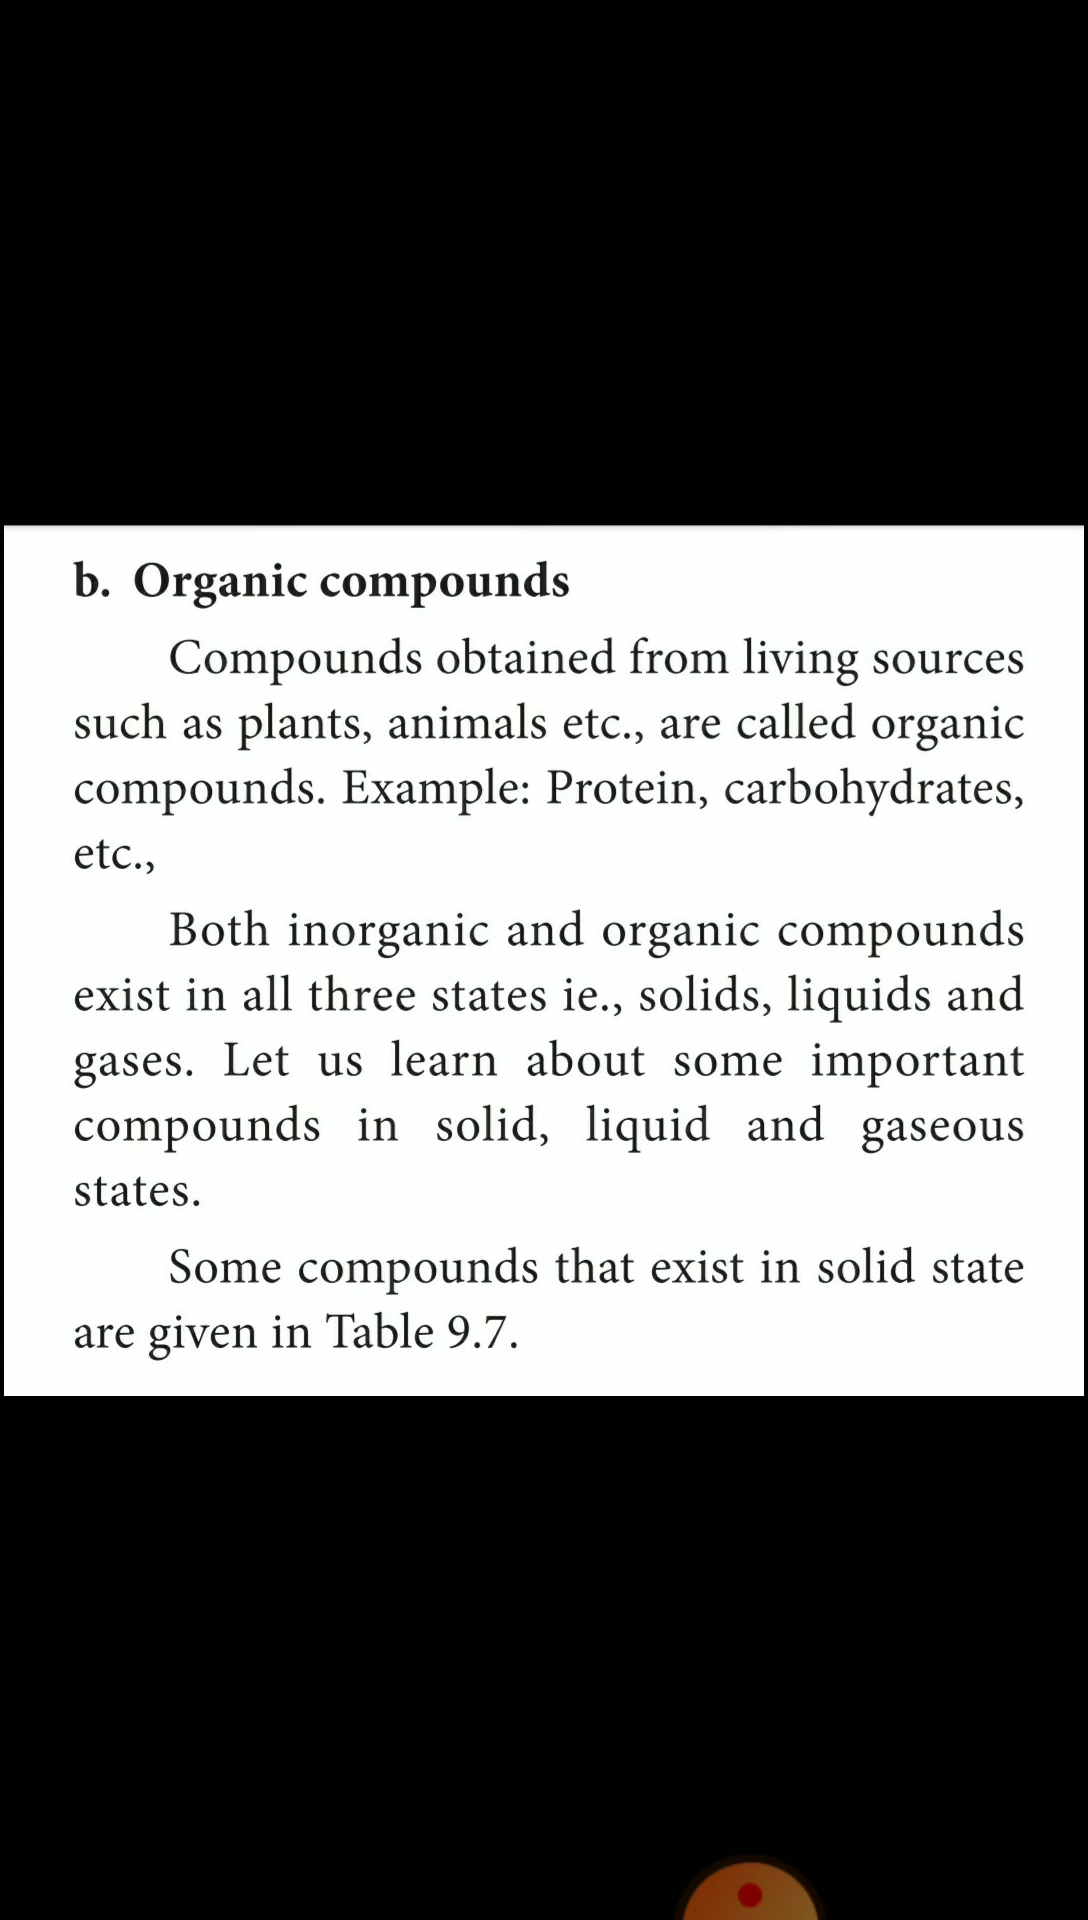 b. Organic compounds
Compounds obtained from living sources
such as plants, animals etc., are called organic
compounds. Example: Protein, carbohydrates,
etc.,
Both inorganic and organic compounds
exist in all three states ie., solids, liquids and
gases. Let us learn about some important
compounds in solid, liquid and gaseous
states.
Some compounds that exist in solid state
are given in Table 9.7.